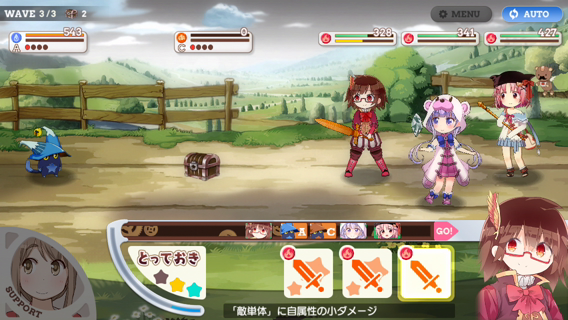 WAVE 3/3 2
MENU
AUTO
543
A
0
C
328
341
427
A
C
GO!
とっておき
SUPPORT
「敵単体」に自属性の小ダメージ